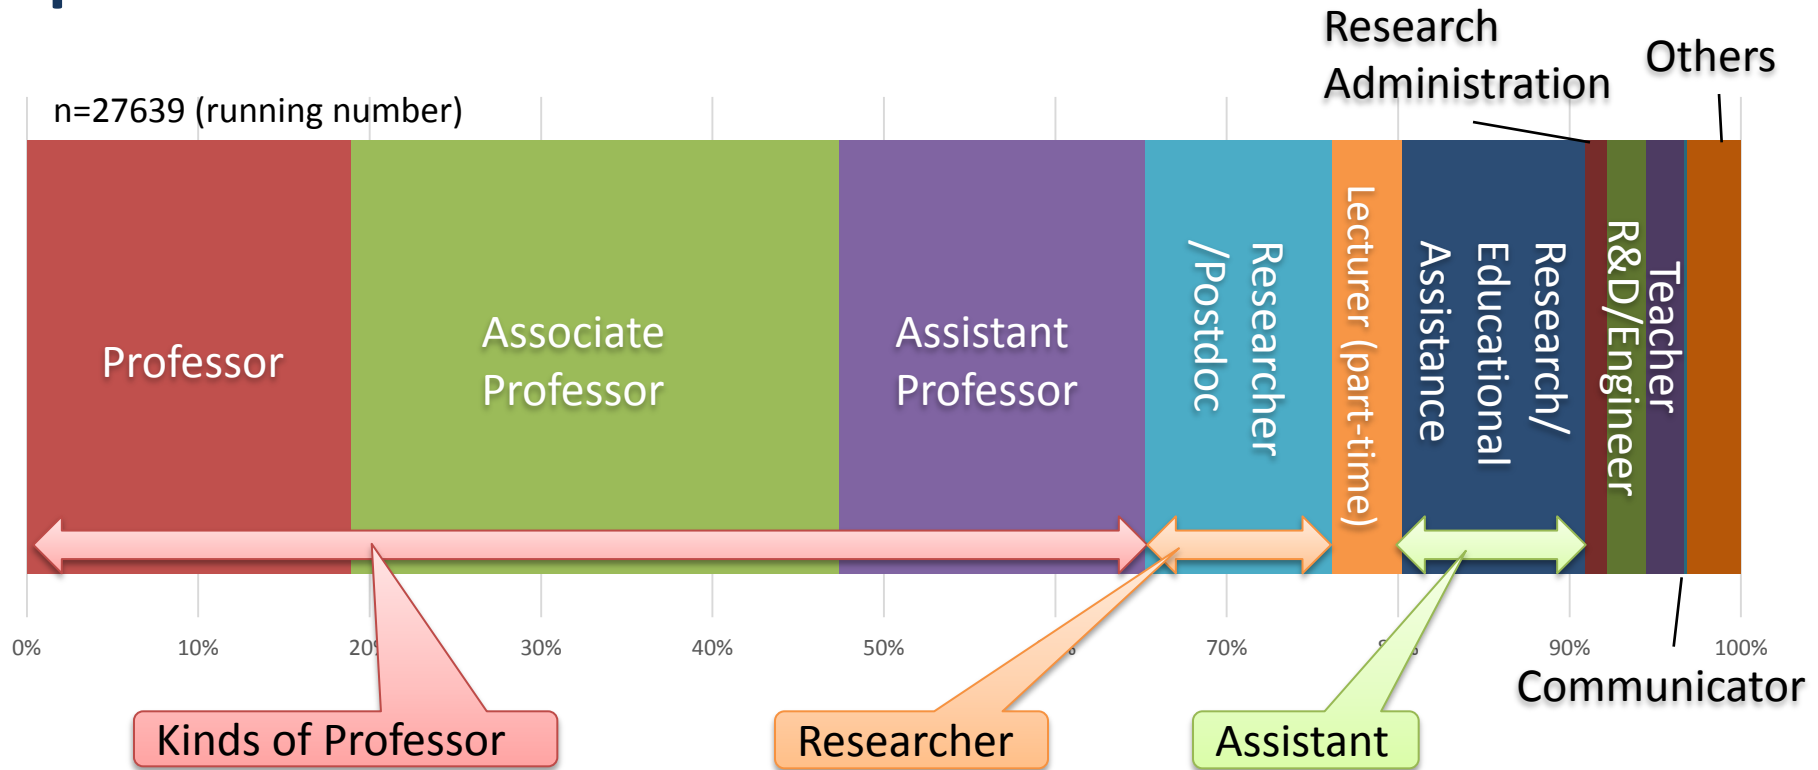 Research
Administration
Others
n=27639 (running number)
Professor
Associate
Professor
Assistant
Professor
Researcher
/Postdoc
Lecturer (part-time)
Research/
Educational
Assistance
R&D/Engineer
Teacher
0%
10%
30%
40%
50%
70%
90%
100%
Communicator
Kinds of Professor
Researcher
Assistant